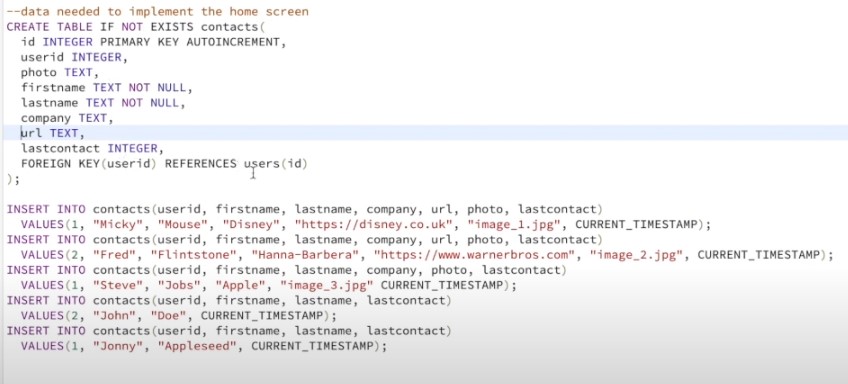 --data needed to implement the home screen
CREATE TABLE IF NOT EXISTS contacts(
  id INTEGER PRIMARY KEY AUTOINCREMENT,
  userid INTEGER,
  photo TEXT,
  firstname TEXT NOT NULL,
  lastname TEXT NOT NULL,
  company TEXT,
  url TEXT,
  lastcontact INTEGER,
  FOREIGN KEY(userid) REFERENCES users(id)
);

INSERT INTO contacts(userid, firstname, lastname, company, url, photo, lastcontact)
  VALUES(1, "Micky", "Mouse", "Disney", "https://disney.co.uk", "image_1.jpg", CURRENT_TIMESTAMP);
INSERT INTO contacts(userid, firstname, lastname, company, url, photo, lastcontact)
  VALUES(2, "Fred", "Flintstone", "Hanna-Barbera", "https://www.warnerbros.com", "image_2.jpg", CURRENT_TIMESTAMP);
INSERT INTO contacts(userid, firstname, lastname, company, photo, lastcontact)
  VALUES(1, "Steve", "Jobs", "Apple", "image_3.jpg" CURRENT_TIMESTAMP);
INSERT INTO contacts(userid, firstname, lastname, lastcontact)
  VALUES(2, "John", "Doe", CURRENT_TIMESTAMP);
INSERT INTO contacts(userid, firstname, lastname, lastcontact)
  VALUES(1, "Jonny", "Appleseed", CURRENT_TIMESTAMP);